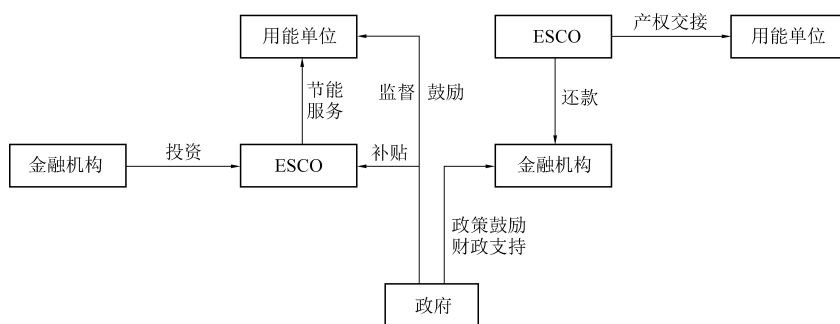 用能单位
ESCO
产权交接
用能单位
节能
服务
监督
鼓励
还款
金融机构
投资
ESCO
补贴
金融机构
政策鼓励
财政支持
政府